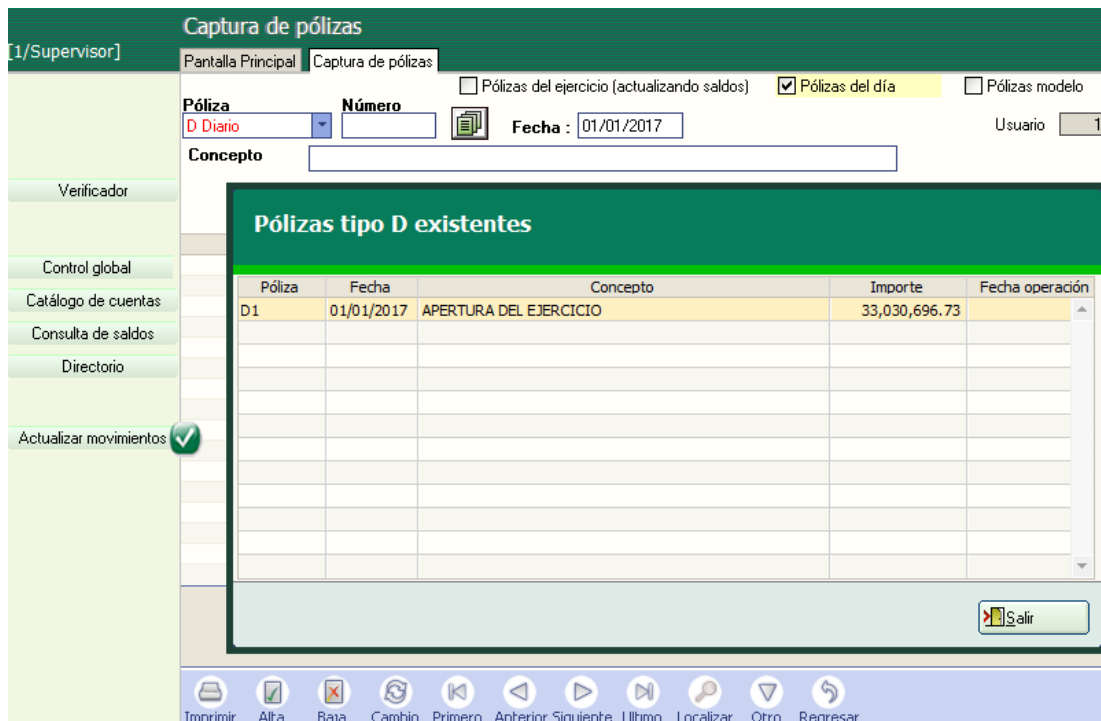 Captura de pólizas
[1/Supervisor]
Pantalla Principal Captura de pólizas
Pólizas del ejercicio (actualizando saldos) Pólizas del día Pólizas modelo
Póliza Número
D Diario Fecha : 01/01/2017 Usuario 1
Concepto
Verificador
Control global
Catálogo de cuentas
Consulta de saldos
Directorio
Actualizar movimientos
Pólizas tipo D existentes
Póliza Fecha Concepto Importe Fecha operación
D1 01/01/2017 APERTURA DEL EJERCICIO 33,030,696.73
Salir
Imprimir Alta Baja Cambio Primero Anterior Siguiente Ultimo Localizar Otro Regresar